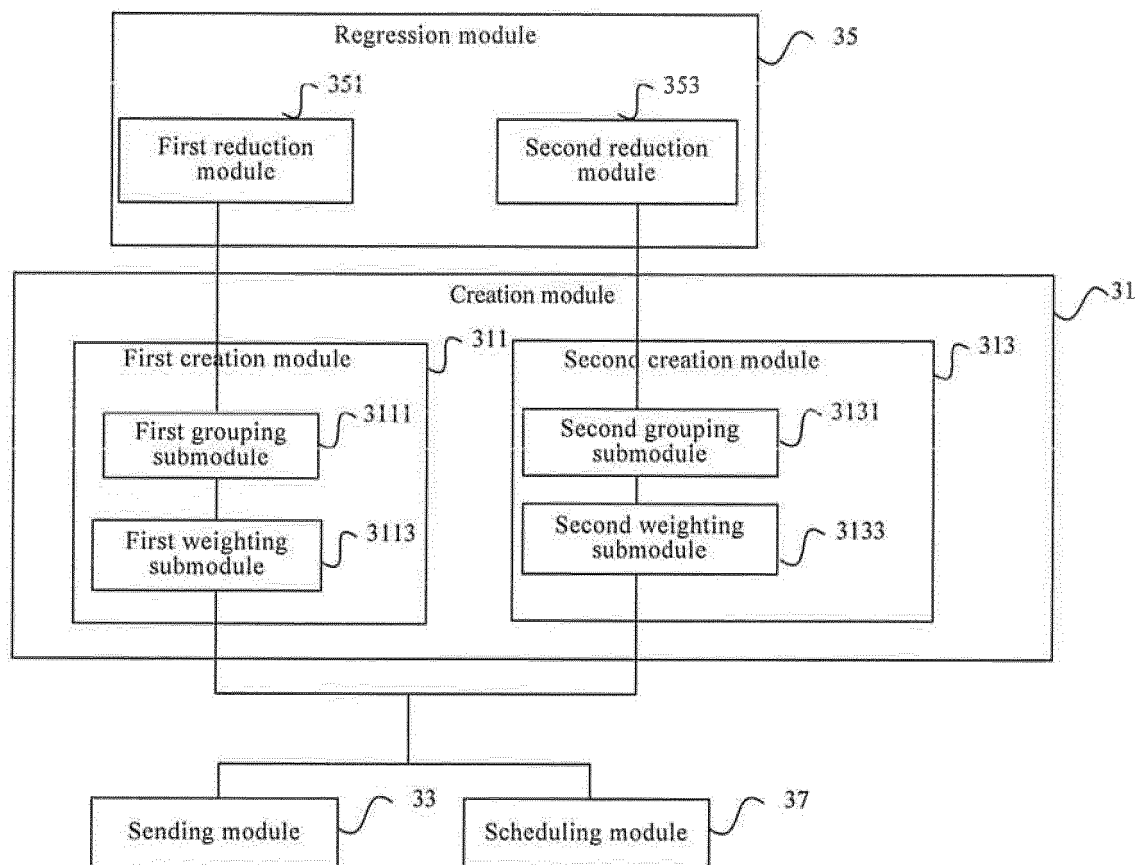 Regression module
35
351
353
First reduction
module
Second reduction
module
Creation module
31
First creation module
311
Second creation module
313
First grouping
submodule
3111
Second grouping
submodule
3131
First weighting
submodule
3113
Second weighting
submodule
3133
Sending module
33
Scheduling module
37